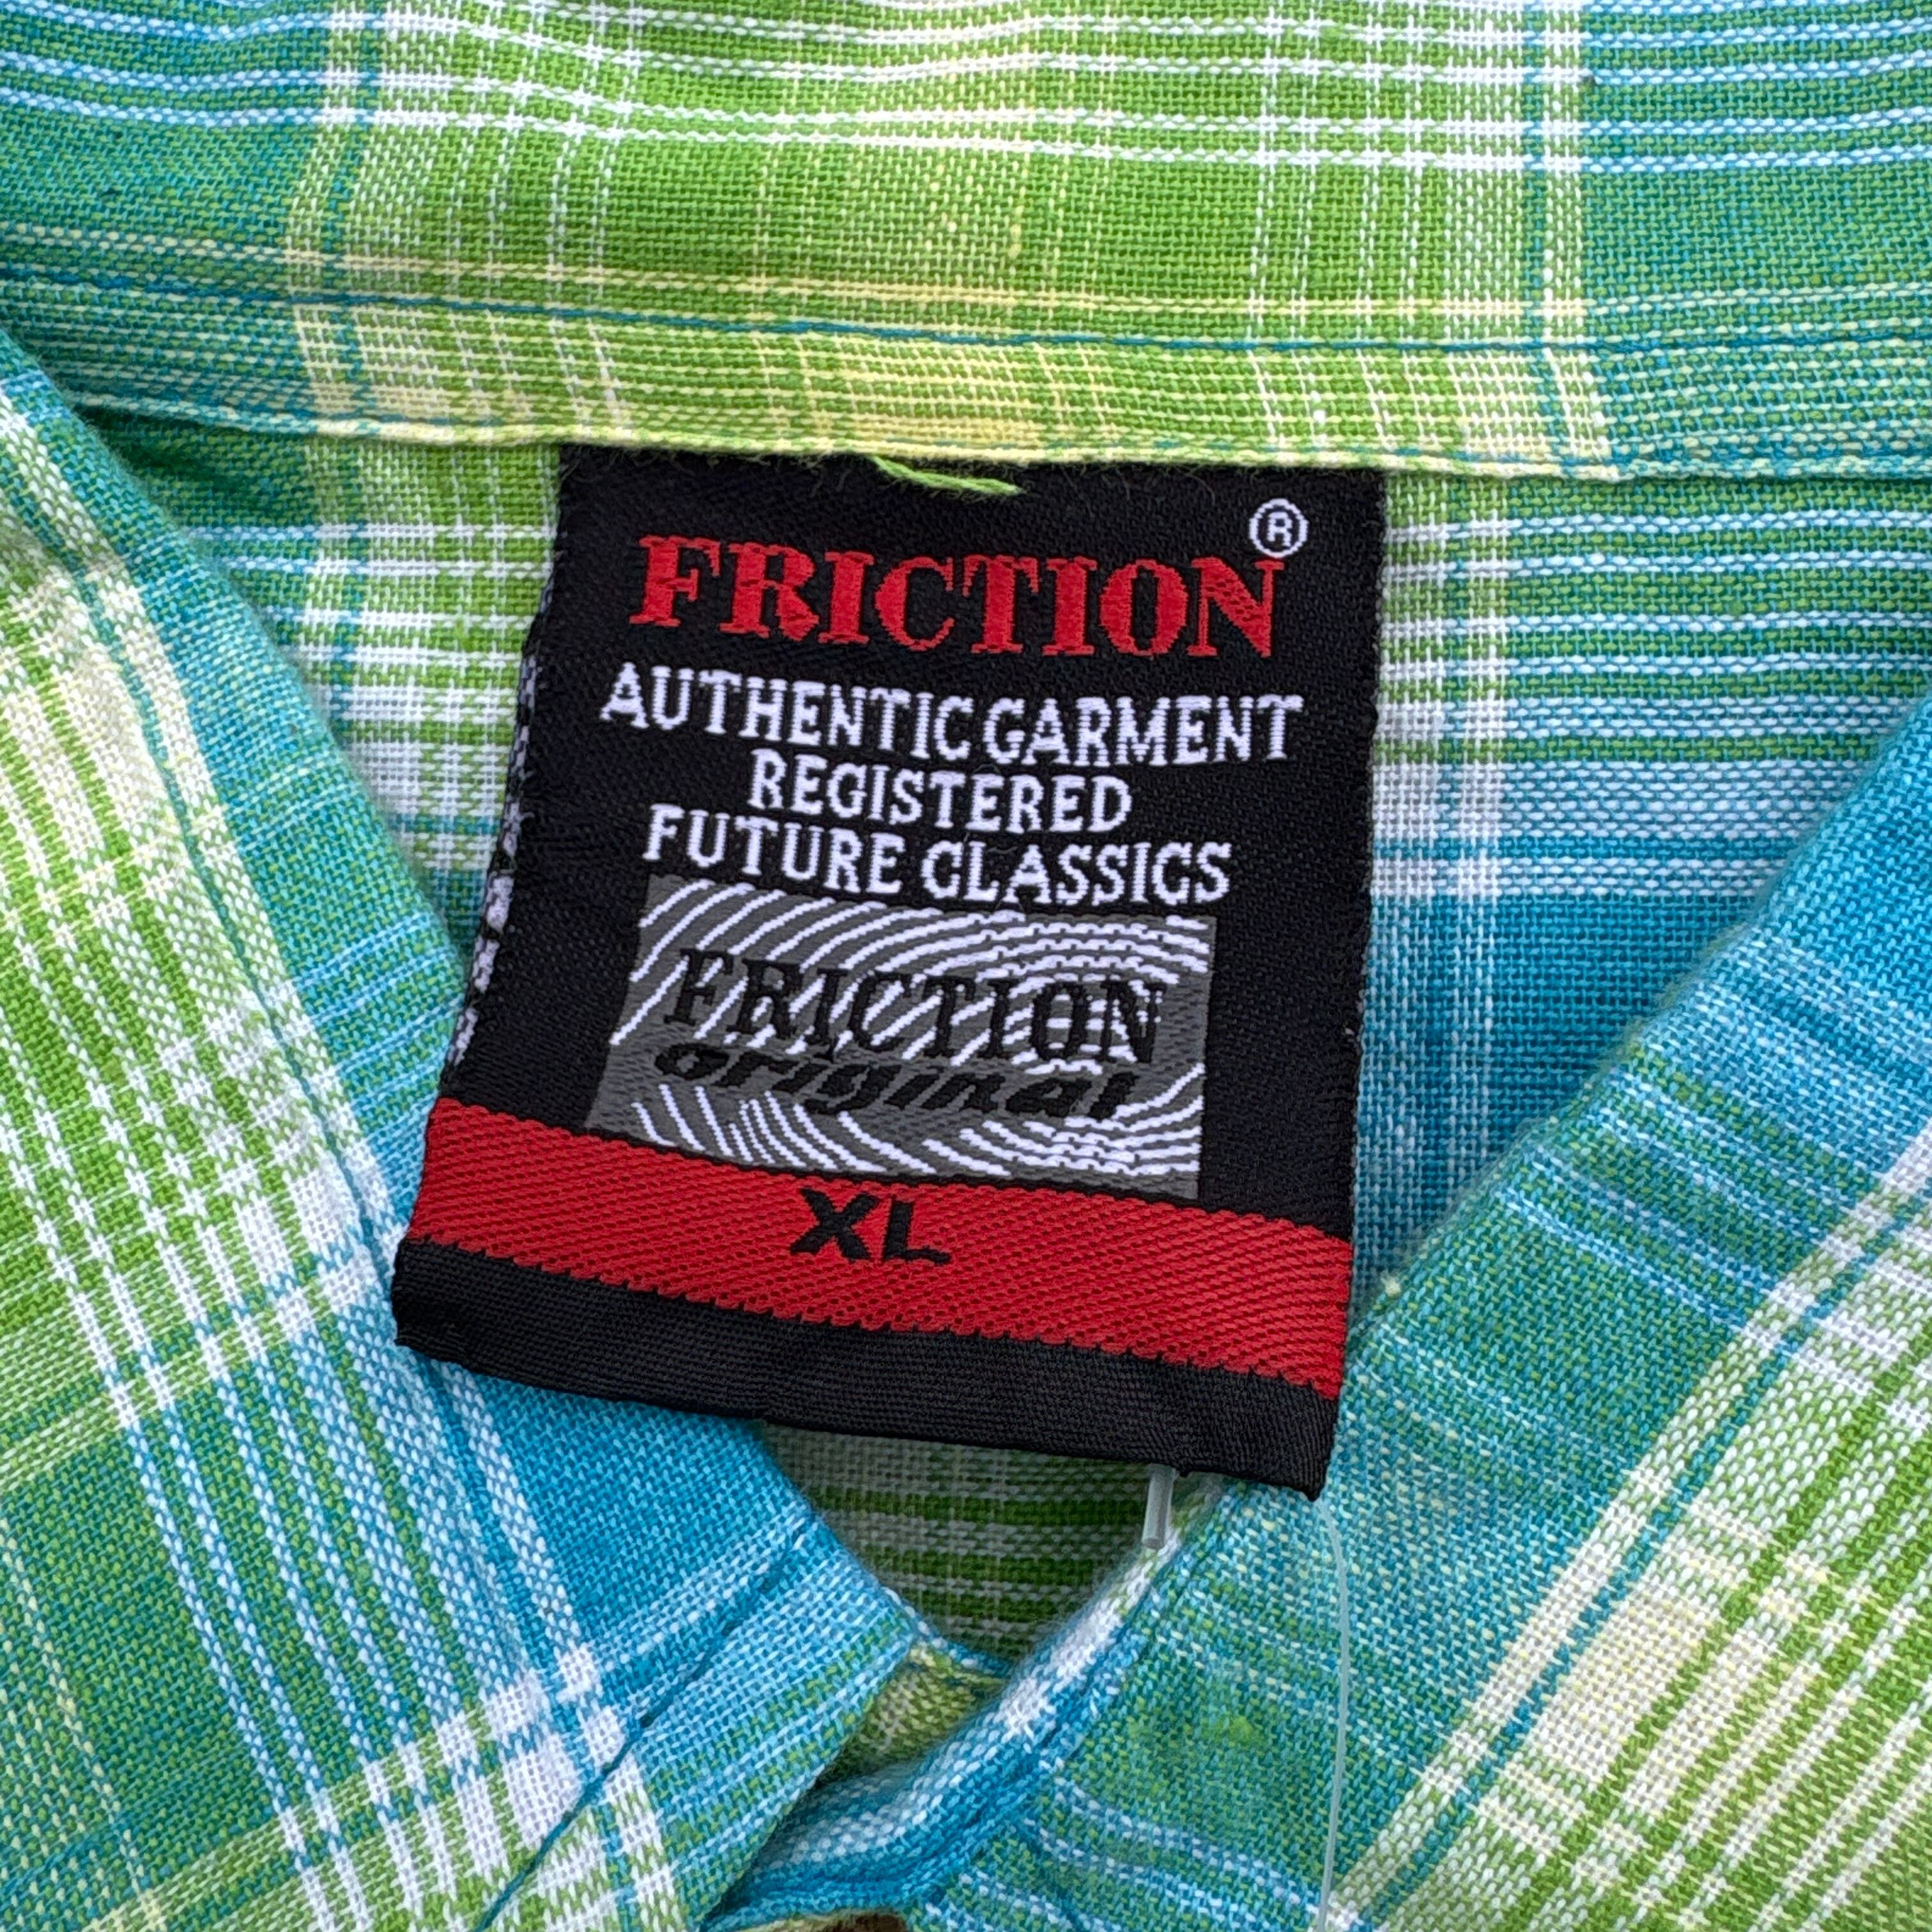 FRICTION®
AUTHENTIC GARMENT
REGISTERED
FUTURE CLASSICS
FRICTION
original
XL